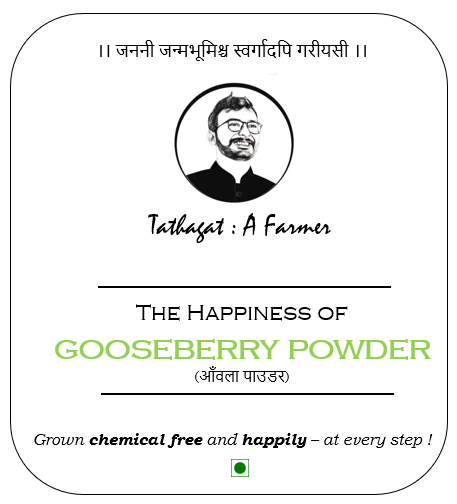 ।। जननी जन्मभूमिश्च स्वर्गादपि गरीयसी ।।
Tathagat : A Farmer
The Happiness of
GOOSEBERRY POWDER
(आँवला पाउडर)
Grown chemical free and happily – at every step !